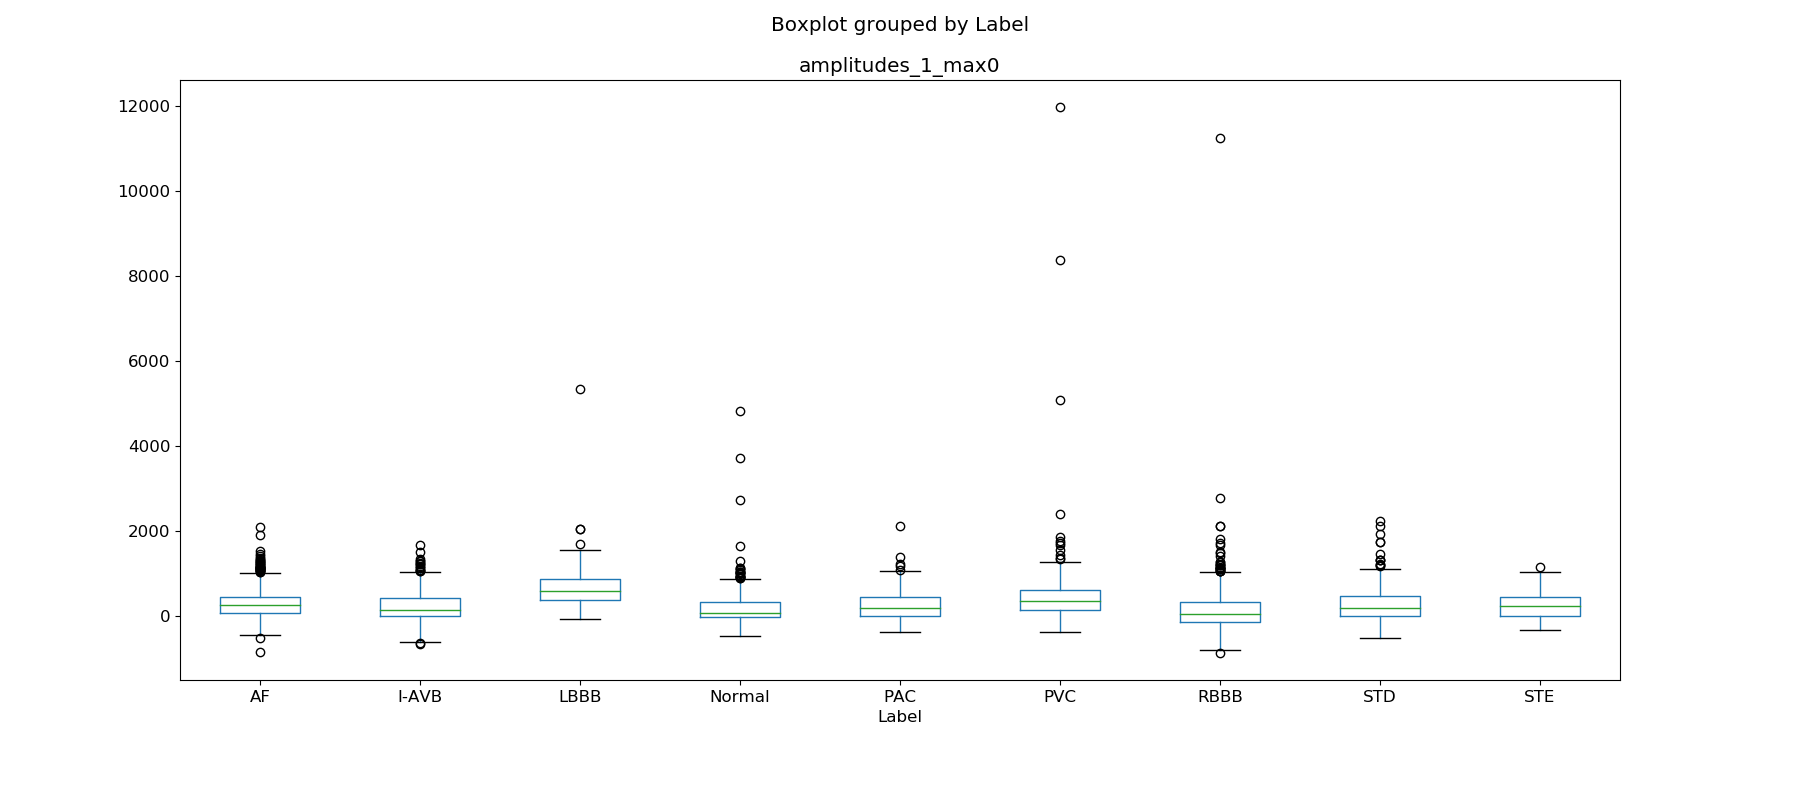 Boxplot grouped by Label
amplitudes_1_max0
12000
10000
8000
6000
4000
2000
0
AF I-AVB LBBB Normal PAC PVC RBBB STD STE
Label